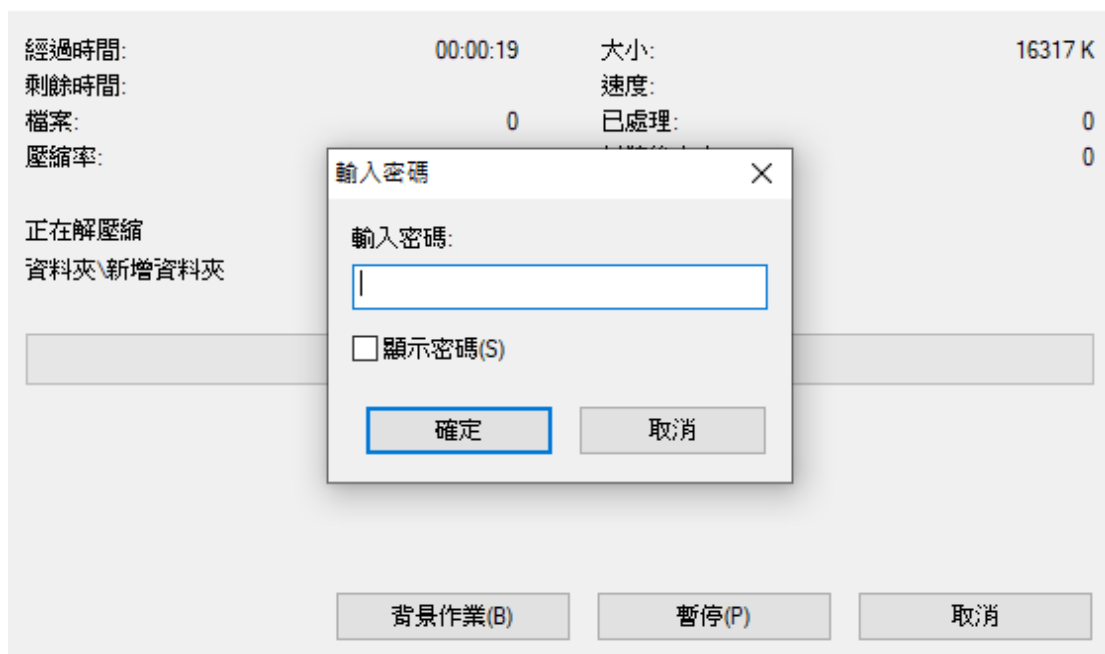 經過時間: 00:00:19 大小: 16317 K
剩餘時間: 速度:
檔案: 0 已處理: 0
壓縮率: 0
輸入密碼
正在解壓縮
輸入密碼:
資料夾\新增資料夾
顯示密碼(S)
確定 取消
背景作業(B) 暫停(P) 取消